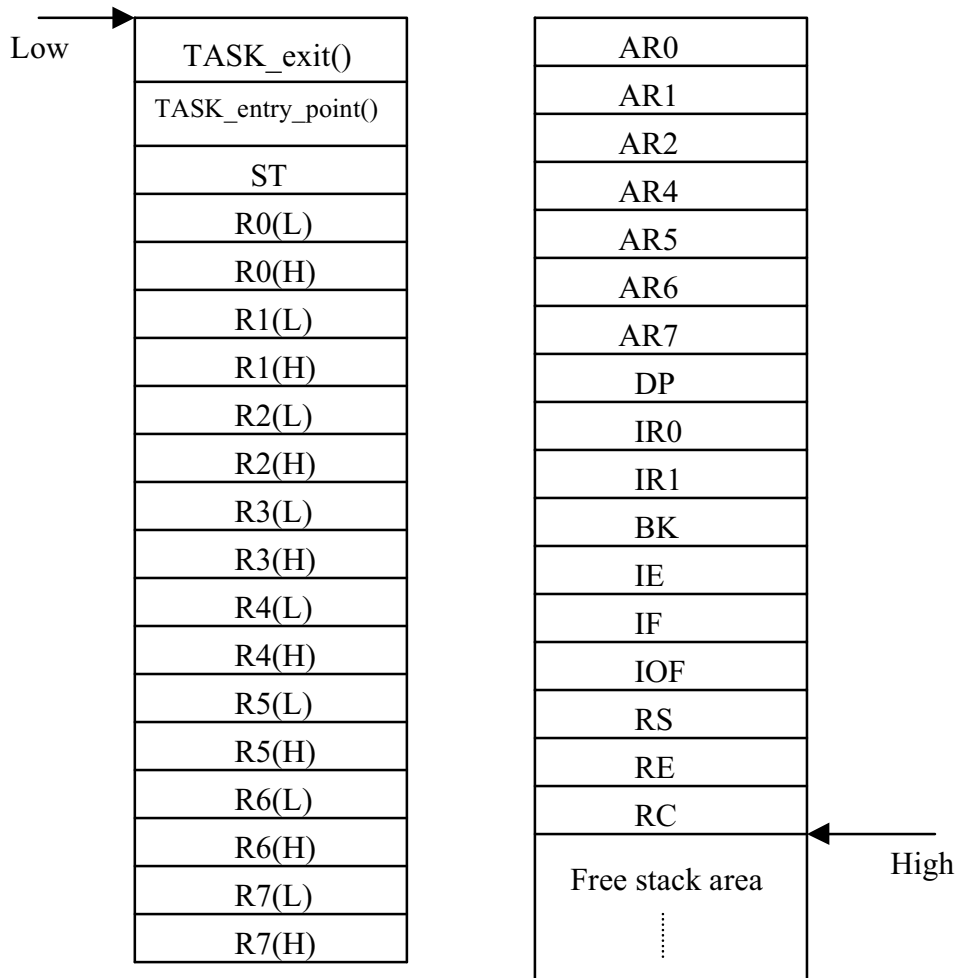 Low
TASK_exit()
TASK_entry_point()
ST
R0(L)
R0(H)
R1(L)
R1(H)
R2(L)
R2(H)
R3(L)
R3(H)
R4(L)
R4(H)
R5(L)
R5(H)
R6(L)
R6(H)
R7(L)
R7(H)
AR0
AR1
AR2
AR4
AR5
AR6
AR7
DP
IR0
IR1
BK
IE
IF
IOF
RS
RE
RC
High
Free stack area